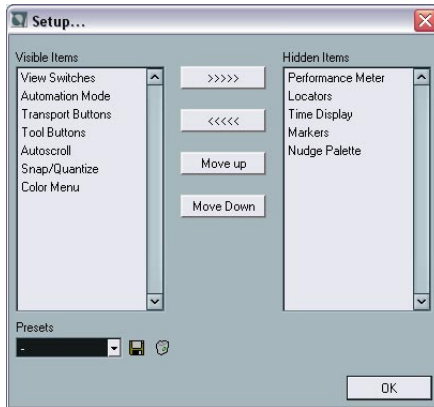 Setup...
Visible Items
View Switches
Automation Mode
Transport Buttons
Tool Buttons
Autoscroll
Snap/Quantize
Color Menu
>>>>>
<<<<<
Move up
Move Down
Hidden Items
Performance Meter
Locators
Time Display
Markers
Nudge Palette
Presets
-
OK